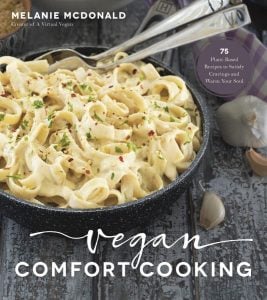 MELANIE MCDONALD
Creator of A Virtual Vegan
75
Plant-Based
Recipes to Satisfy
Cravings and
Warm Your Soul
vegan
COMFORT COOKING